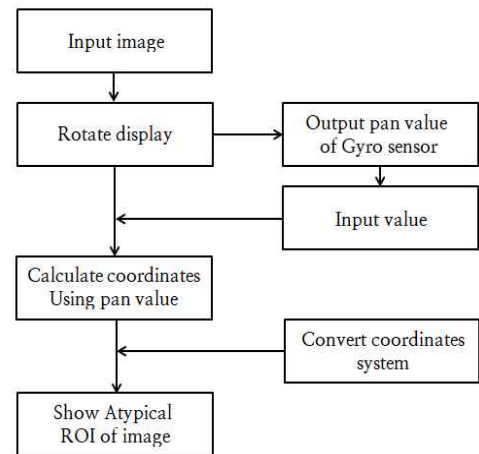 Input image
Rotate display
Output pan value
of Gyro sensor
Input value
Calculate coordinates
Using pan value
Convert coordinates
system
Show Atypical
ROI of image